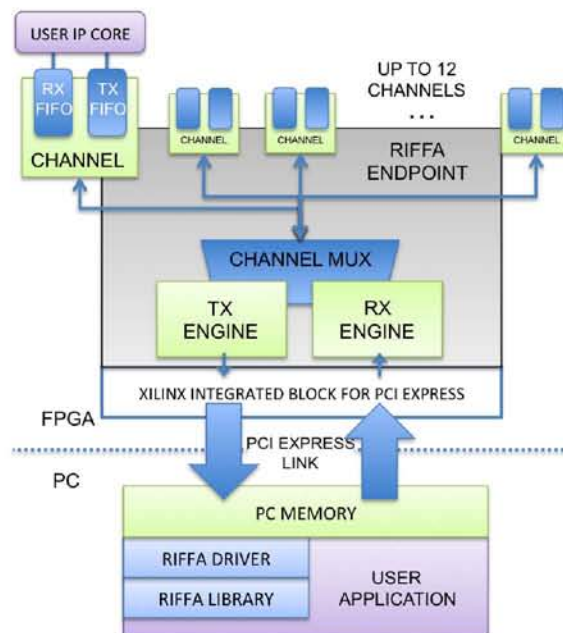 USER IP CORE
RX
FIFO
TX
FIFO
CHANNEL
CHANNEL
CHANNEL
UP TO 12
CHANNELS
...
CHANNEL
RIFFA
ENDPOINT
CHANNEL MUX
TX
ENGINE
RX
ENGINE
XILINX INTEGRATED BLOCK FOR PCI EXPRESS
FPGA
PCI EXPRESS
LINK
PC
PC MEMORY
RIFFA DRIVER
RIFFA LIBRARY
USER
APPLICATION